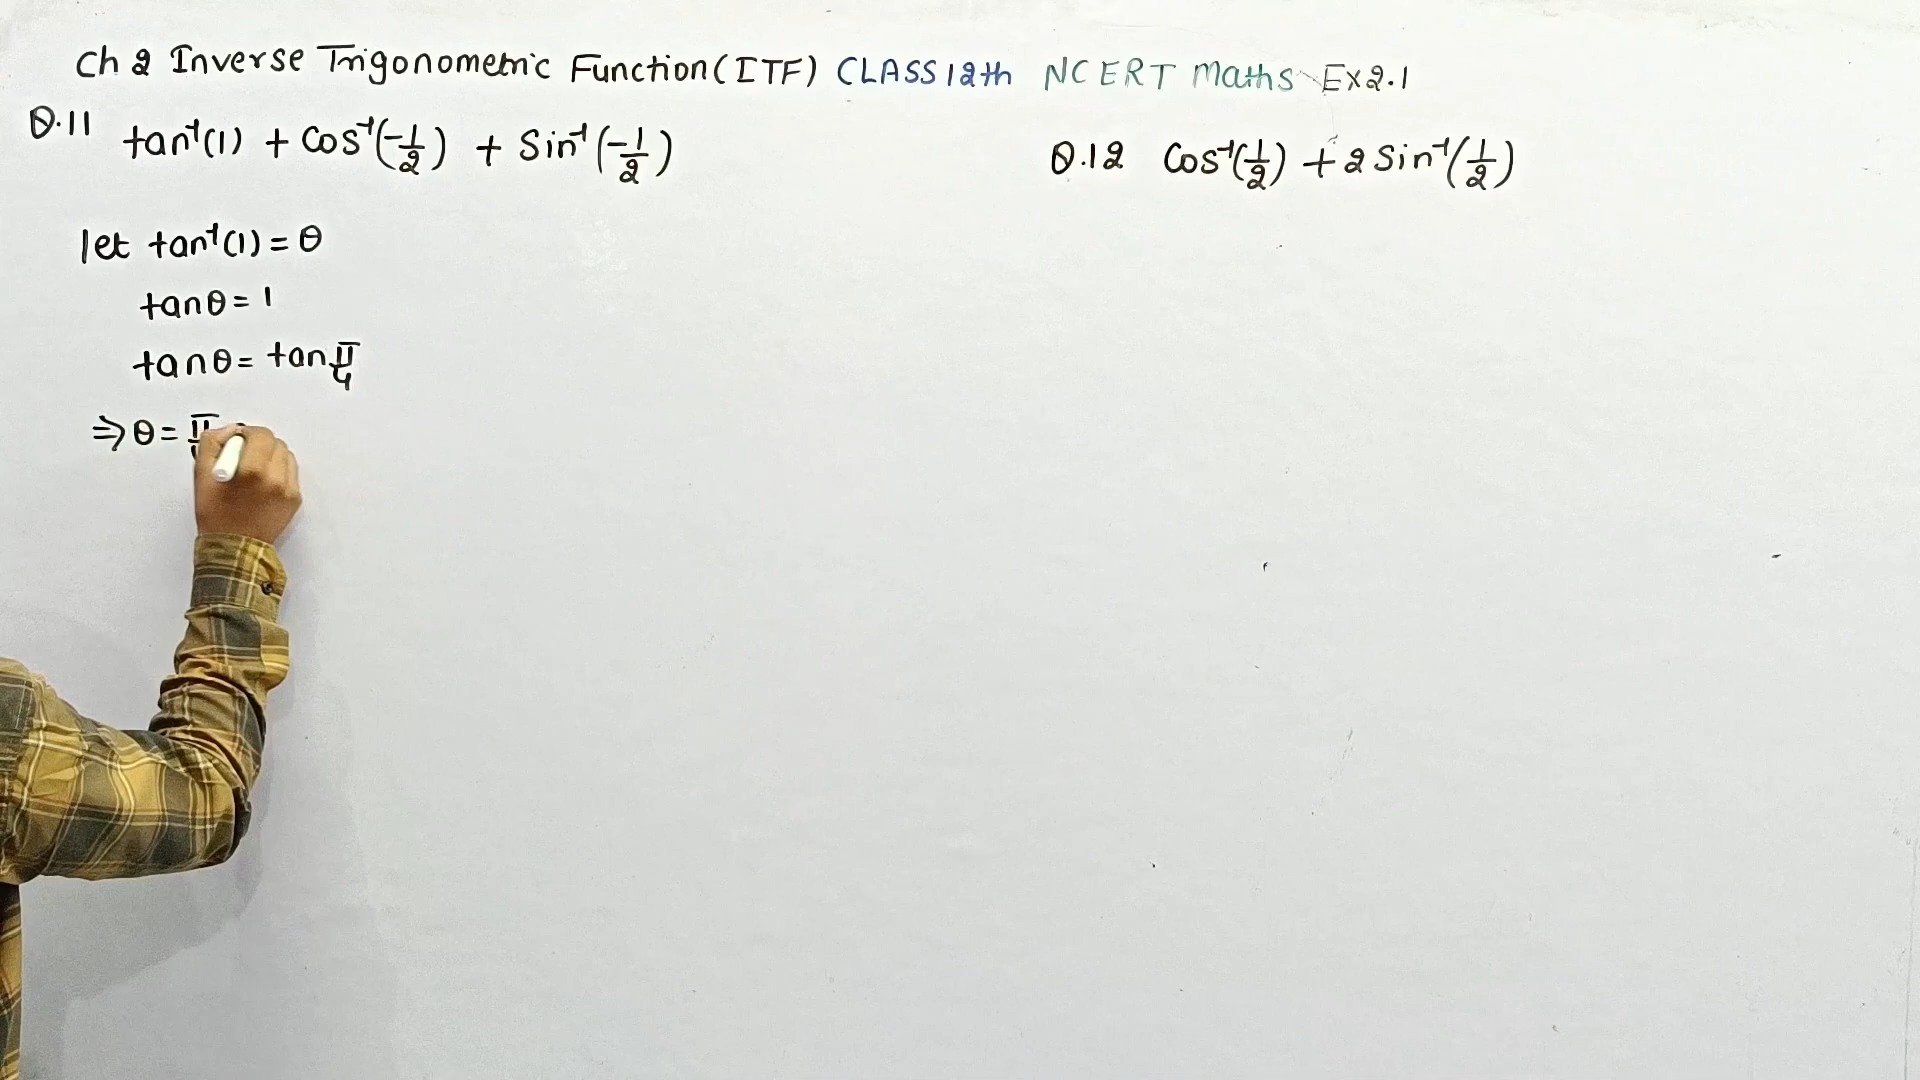 Ch 2 Inverse Trigonometric Function (ITF) CLASS 12th NCERT Maths Ex 2.1
Q.11 tan⁻¹(1) + Cos⁻¹(-1/2) + Sin⁻¹(-1/2)
Q.12 Cos⁻¹(1/2) + 2 Sin⁻¹(1/2)
let tan⁻¹(1) = θ
tanθ = 1
tanθ = tan π/4
⇒ θ = π